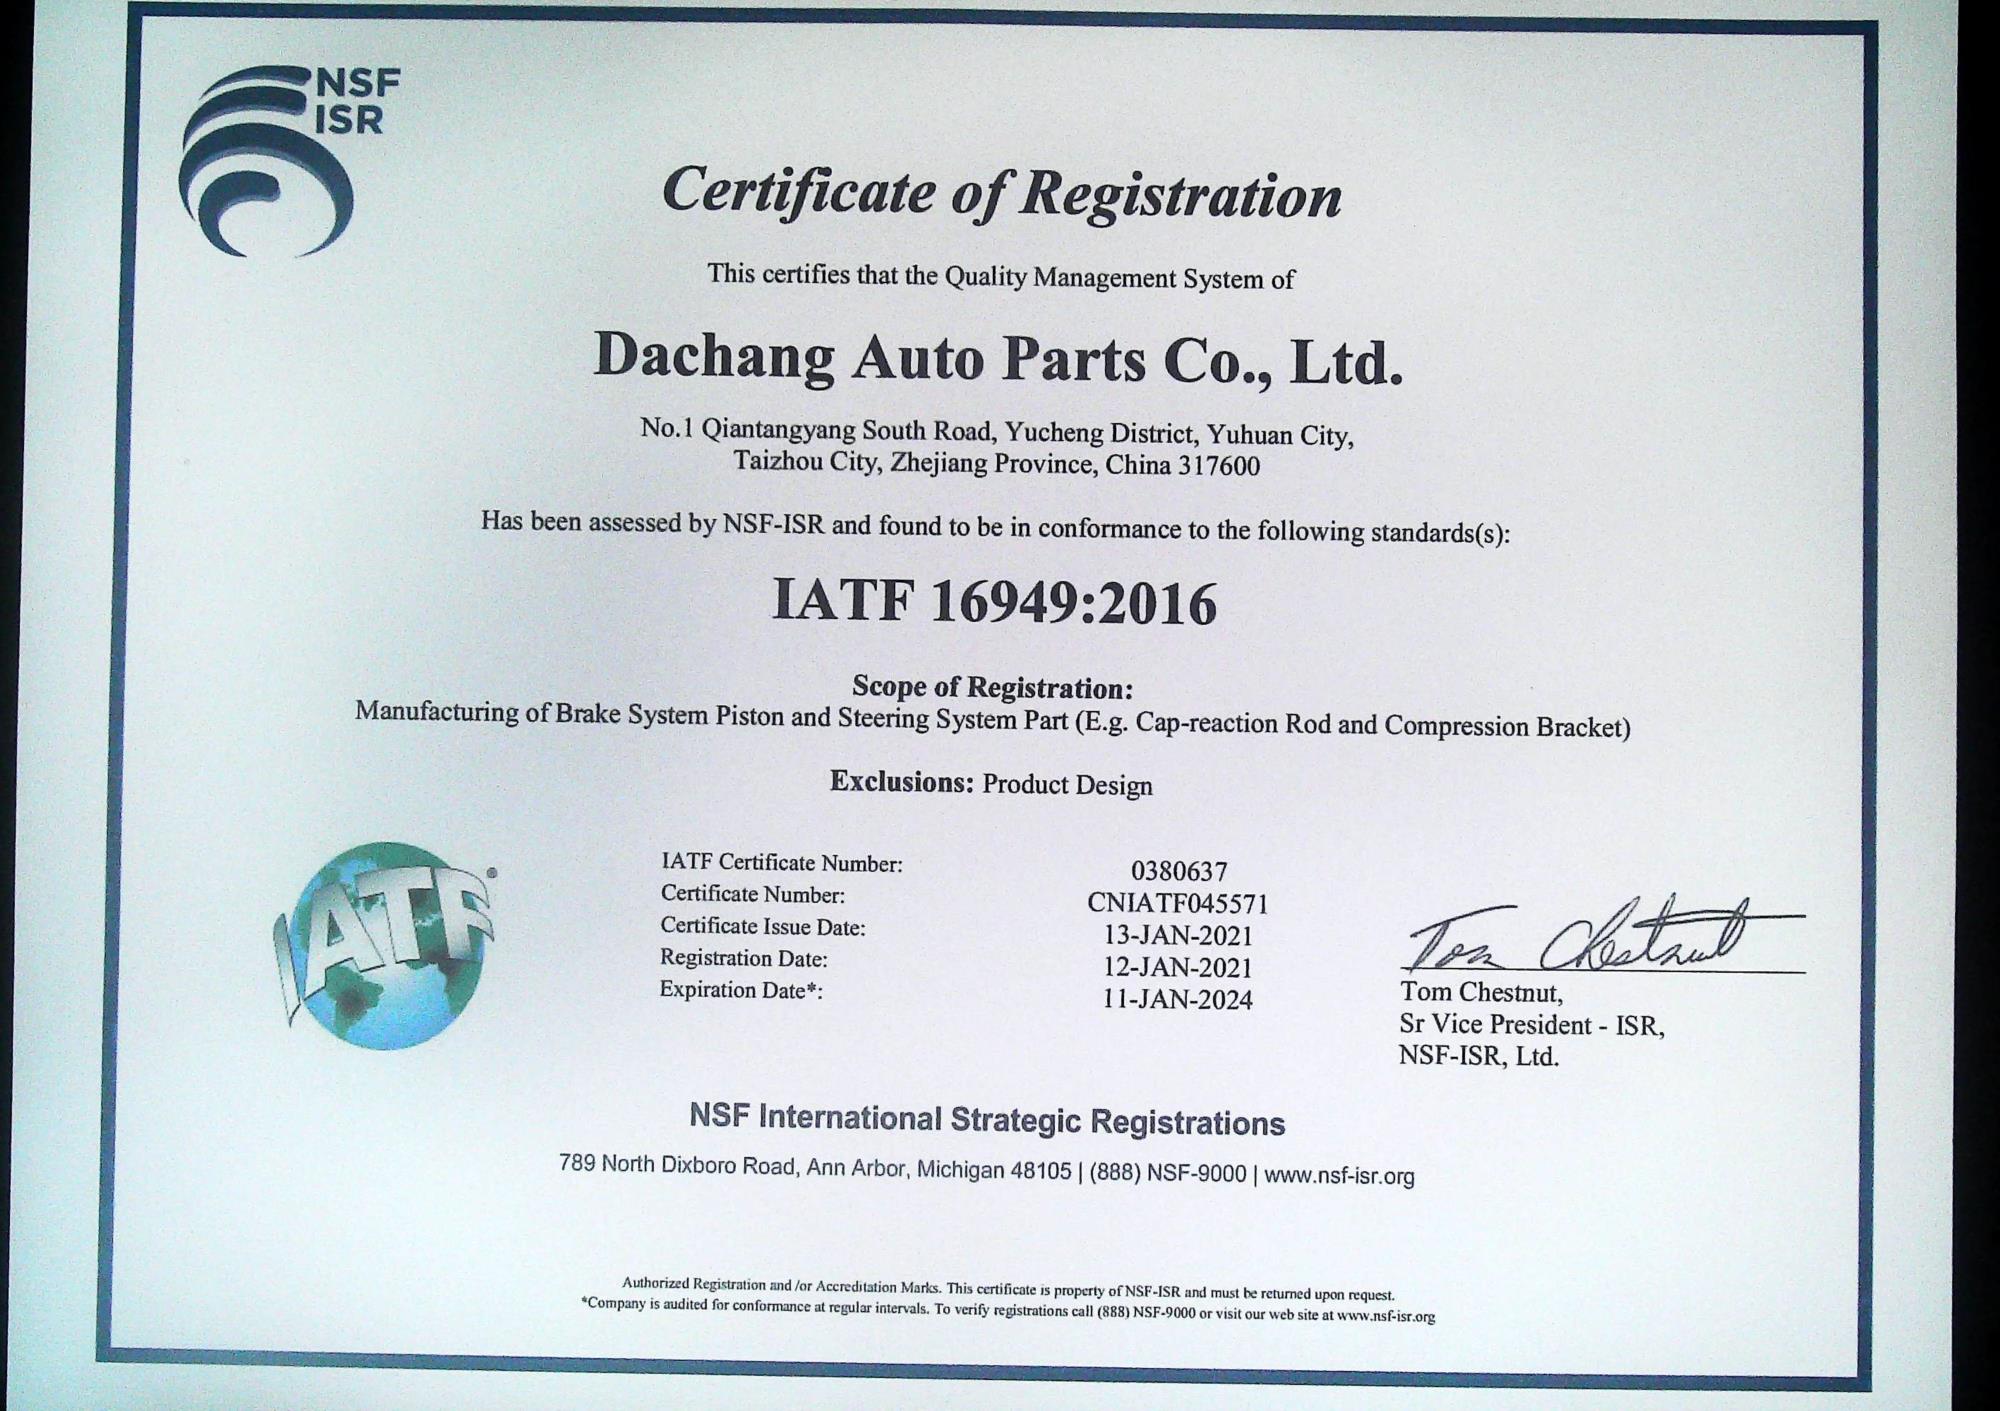 NSF
ISR
Certificate of Registration
This certifies that the Quality Management System of
Dachang Auto Parts Co., Ltd.
No.1 Qiantangyang South Road, Yucheng District, Yuhuan City,
Taizhou City, Zhejiang Province, China 317600
Has been assessed by NSF-ISR and found to be in conformance to the following standards(s):
IATF 16949:2016
Scope of Registration:
Manufacturing of Brake System Piston and Steering System Part (E.g. Cap-reaction Rod and Compression Bracket)
Exclusions: Product Design
IATF®
IATF Certificate Number: 0380637
Certificate Number: CNIATF045571
Certificate Issue Date: 13-JAN-2021
Registration Date: 12-JAN-2021
Expiration Date*: 11-JAN-2024
Tom Chestnut
Tom Chestnut,
Sr Vice President - ISR,
NSF-ISR, Ltd.
NSF International Strategic Registrations
789 North Dixboro Road, Ann Arbor, Michigan 48105 | (888) NSF-9000 | www.nsf-isr.org
Authorized Registration and /or Accreditation Marks. This certificate is property of NSF-ISR and must be returned upon request.
*Company is audited for conformance at regular intervals. To verify registrations call (888) NSF-9000 or visit our web site at www.nsf-isr.org